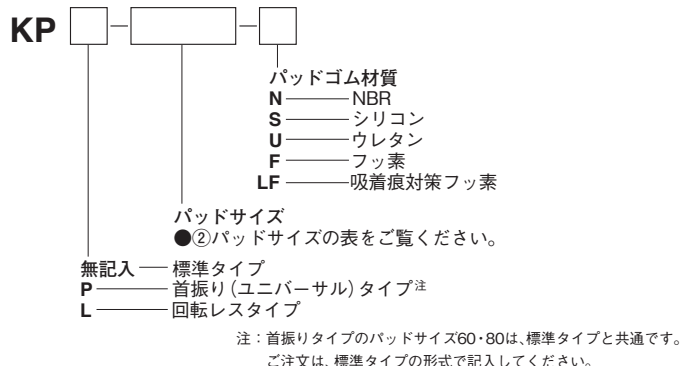 KP － －
パッドゴム材質
N NBR
S シリコン
U ウレタン
F フッ素
LF 吸着痕対策フッ素
パッドサイズ
●②パッドサイズの表をご覧ください。
無記入 標準タイプ
P 首振り(ユニバーサル)タイプ注
L 回転レスタイプ
注：首振りタイプのパッドサイズ60・80は、標準タイプと共通です。
ご注文は、標準タイプの形式で記入してください。